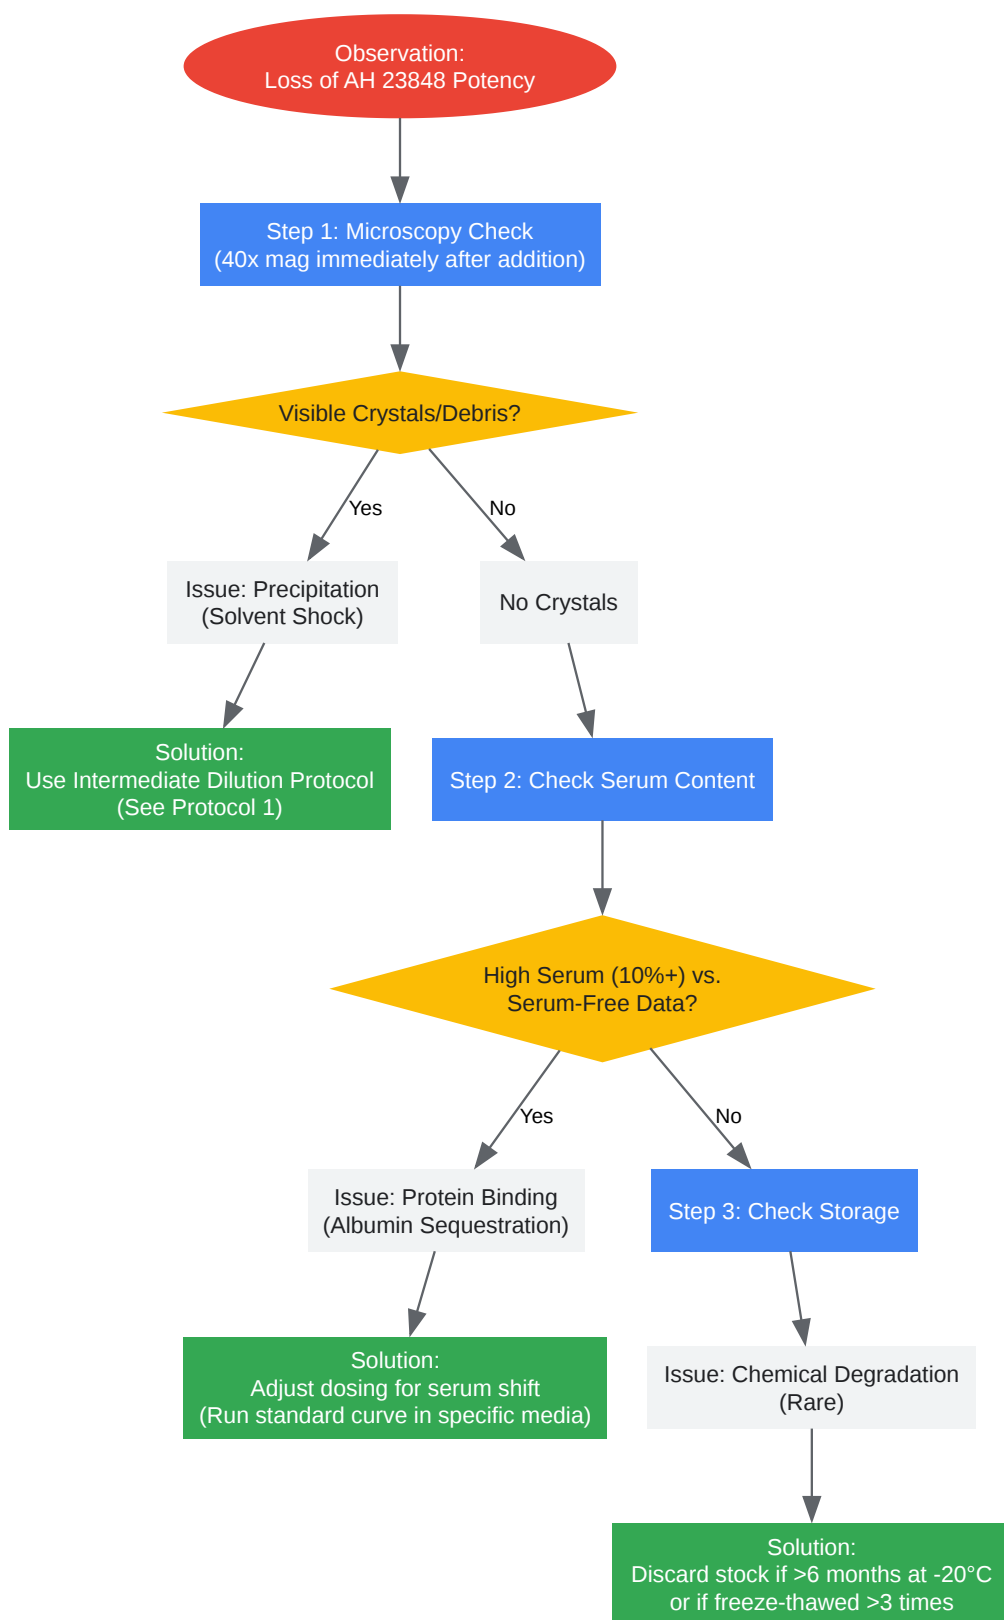 Observation:
Loss of AH 23848 Potency
Step 1: Microscopy Check
(40x mag immediately after addition)
Visible Crystals/Debris?
Yes
No
Issue: Precipitation
(Solvent Shock)
No Crystals
Solution:
Use Intermediate Dilution Protocol
(See Protocol 1)
Step 2: Check Serum Content
High Serum (10%+) vs.
Serum-Free Data?
Yes
No
Issue: Protein Binding
(Albumin Sequestration)
Step 3: Check Storage
Solution:
Adjust dosing for serum shift
(Run standard curve in specific media)
Issue: Chemical Degradation
(Rare)
Solution:
Discard stock if >6 months at -20°C
or if freeze-thawed >3 times